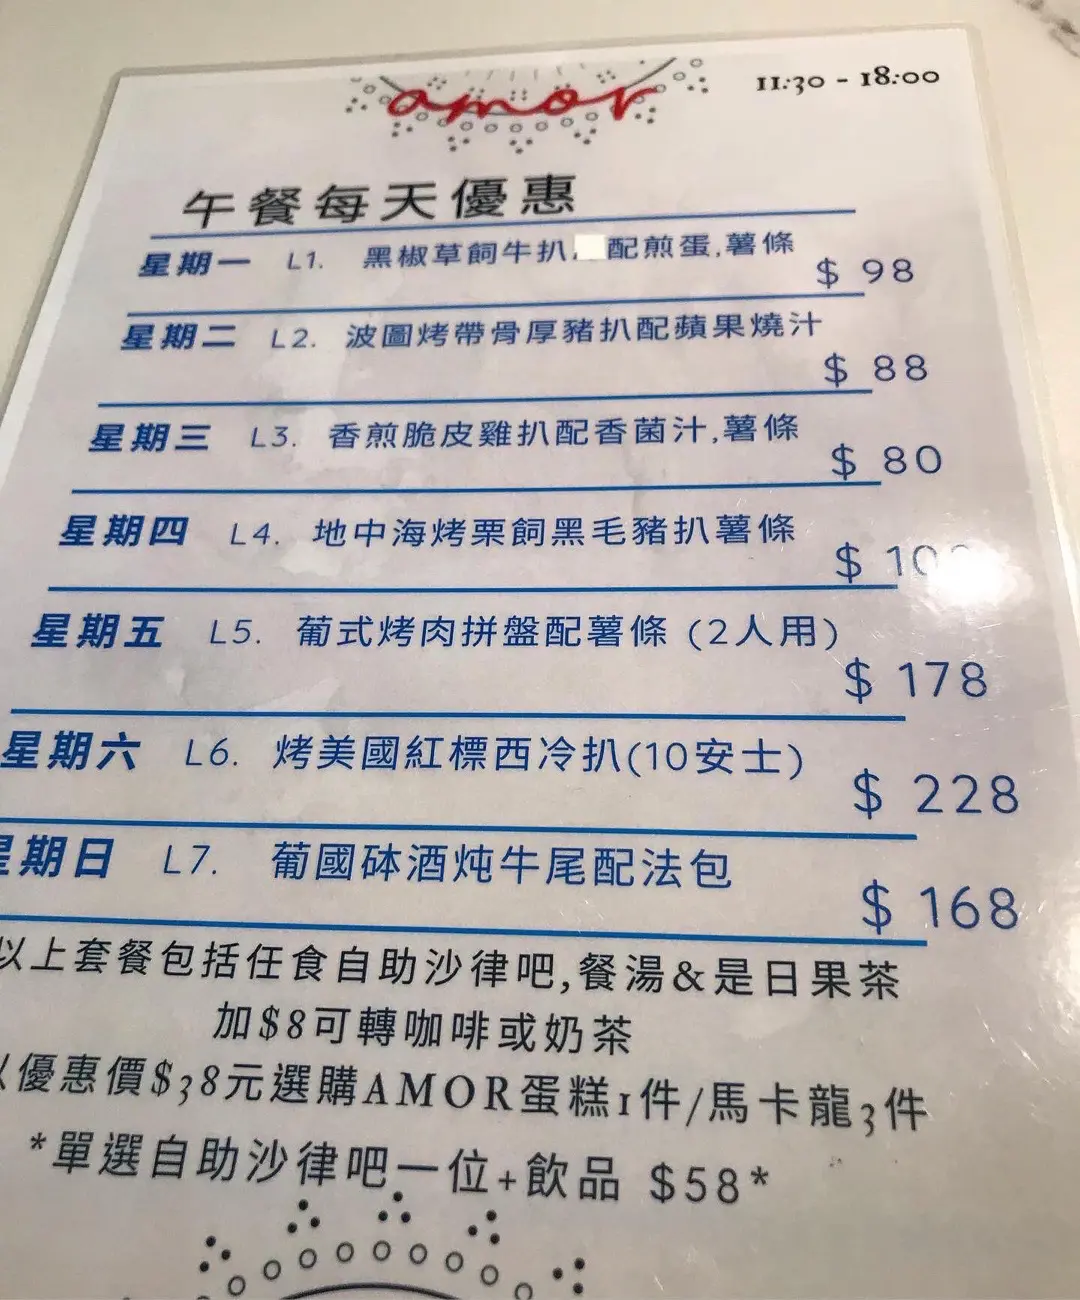 amor
11:30 - 18:00
午餐每天優惠
星期一 L1. 黑椒草飼牛扒 配煎蛋,薯條
$ 98
星期二 L2. 波圖烤帶骨厚豬扒配蘋果燒汁
$ 88
星期三 L3. 香煎脆皮雞扒配香菌汁,薯條
$ 80
星期四 L4. 地中海烤栗飼黑毛豬扒薯條
$
星期五 L5. 葡式烤肉拼盤配薯條 (2人用)
$ 178
星期六 L6. 烤美國紅標西冷扒(10安士)
$ 228
星期日 L7. 葡國砵酒炖牛尾配法包
$ 168
以上套餐包括任食自助沙律吧,餐湯&是日果茶
加$8可轉咖啡或奶茶
以優惠價$38元選購AMOR蛋糕1件/馬卡龍3件
*單選自助沙律吧一位+飲品 $58*